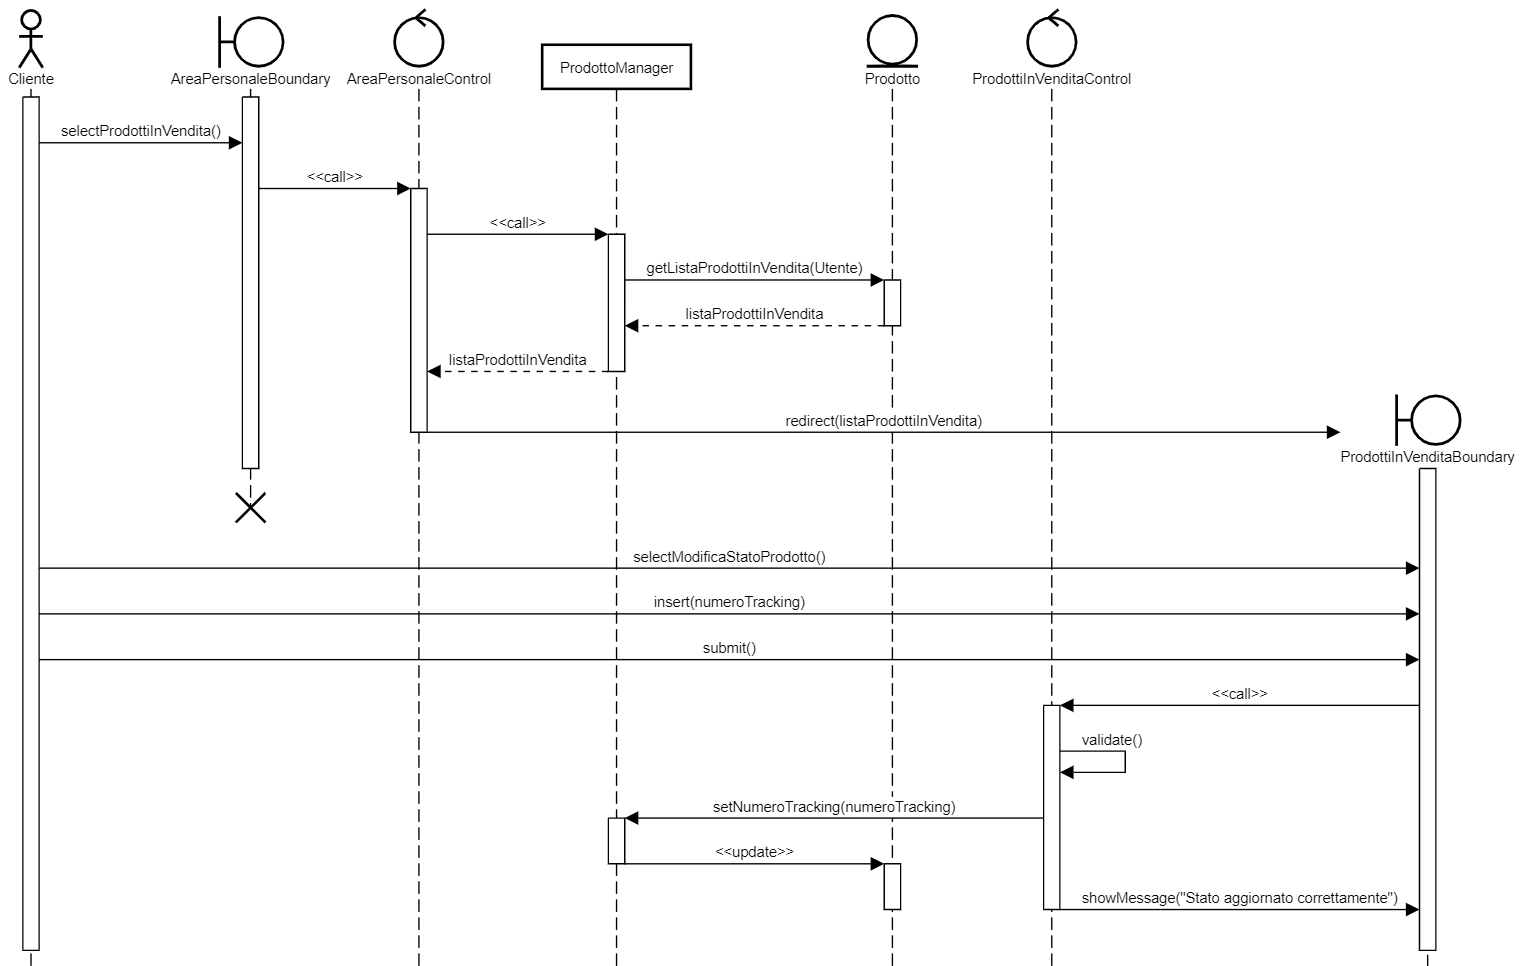 Cliente
AreaPersonaleBoundary
AreaPersonaleControl
ProdottoManager
Prodotto
ProdottiInVenditaControl
selectProdottiInVendita()
<<call>>
<<call>>
getListaProdottiInVendita(Utente)
listaProdottiInVendita
listaProdottiInVendita
redirect(listaProdottiInVendita)
ProdottiInVenditaBoundary
selectModificaStatoProdotto()
insert(numeroTracking)
submit()
<<call>>
validate()
setNumeroTracking(numeroTracking)
<<update>>
showMessage("Stato aggiornato correttamente")